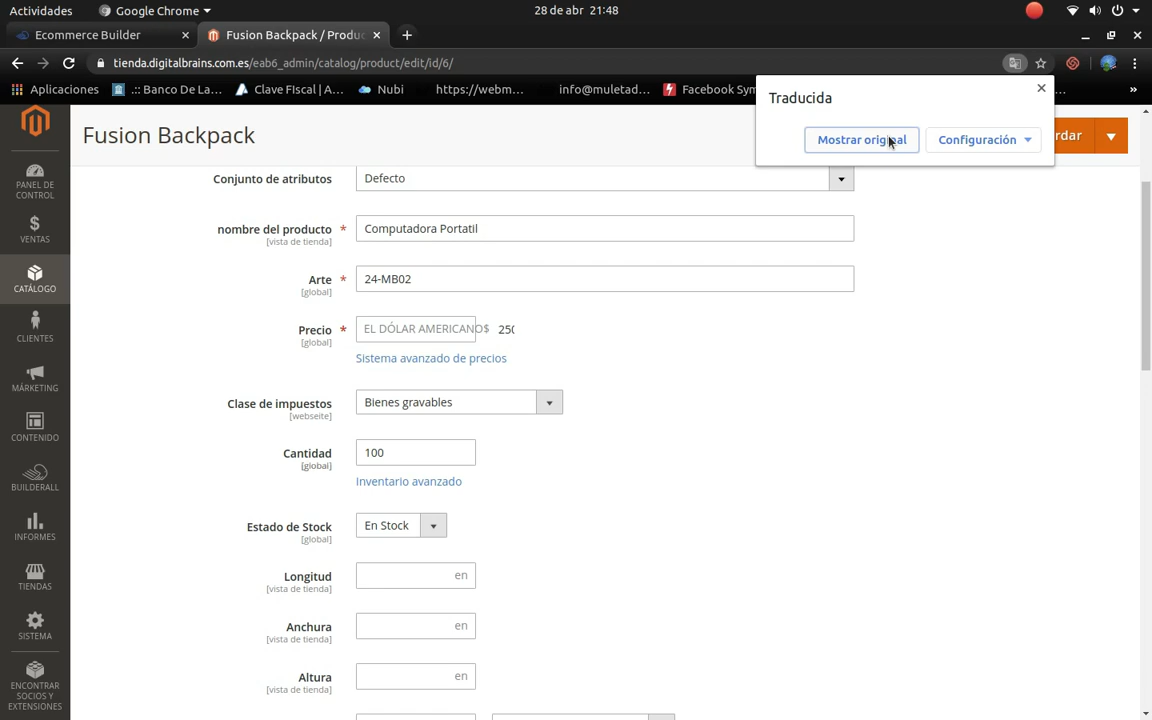 Actividades
Google Chrome
28 de abr 21:48
Ecommerce Builder
Fusion Backpack / Produc
tienda.digitalbrains.com.es/eab6_admin/catalog/product/edit/id/6/
Aplicaciones
.:: Banco De La...
Clave FIscal | A...
Nubi
https://webm...
info@muletad...
Facebook Sym
...
»
Traducida
Mostrar original
Configuración
Fusion Backpack
rdar
PANEL DE
CONTROL
VENTAS
CATÁLOGO
CLIENTES
MÁRKETING
CONTENIDO
BUILDERALL
INFORMES
TIENDAS
SISTEMA
ENCONTRAR
SOCIOS Y
EXTENSIONES
Conjunto de atributos
Defecto
nombre del producto *
[vista de tienda]
Computadora Portatil
Arte *
[global]
24-MB02
Precio *
[global]
EL DÓLAR AMERICANO$ 250
Sistema avanzado de precios
Clase de impuestos
[webseite]
Bienes gravables
Cantidad
[global]
100
Inventario avanzado
Estado de Stock
[global]
En Stock
Longitud
[vista de tienda]
en
Anchura
[vista de tienda]
en
Altura
[vista de tienda]
en